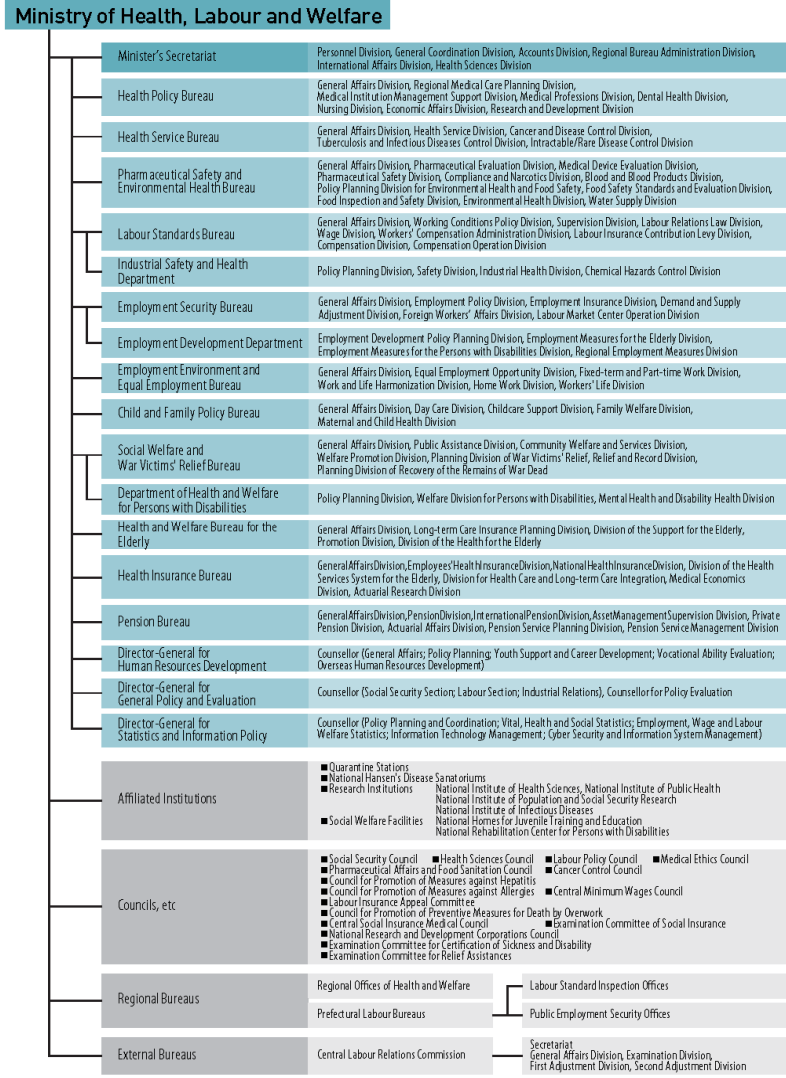 Ministry of Health, Labour and Welfare
Minister's Secretariat
Personnel Division, General Coordination Division, Accounts Division, Regional Bureau Administration Division,
International Affairs Division, Health Sciences Division
Health Policy Bureau
General Affairs Division, Regional Medical Care Planning Division,
Medical Institution Management Support Division, Medical Professions Division, Dental Health Division,
Nursing Division, Economic Affairs Division, Research and Development Division
Health Service Bureau
General Affairs Division, Health Service Division, Cancer and Disease Control Division,
Tuberculosis and Infectious Diseases Control Division, Intractable/Rare Disease Control Division
Pharmaceutical Safety and
Environmental Health Bureau
General Affairs Division, Pharmaceutical Evaluation Division, Medical Device Evaluation Division,
Pharmaceutical Safety Division, Compliance and Narcotics Division, Blood and Blood Products Division,
Policy Planning Division for Environmental Health and Food Safety, Food Safety Standards and Evaluation Division,
Food Inspection and Safety Division, Environmental Health Division, Water Supply Division
Labour Standards Bureau
General Affairs Division, Working Conditions Policy Division, Supervision Division, Labour Relations Law Division,
Wage Division, Workers' Compensation Administration Division, Labour Insurance Contribution Levy Division,
Compensation Division, Compensation Operation Division
Industrial Safety and Health
Department
Policy Planning Division, Safety Division, Industrial Health Division, Chemical Hazards Control Division
Employment Security Bureau
General Affairs Division, Employment Policy Division, Employment Insurance Division, Demand and Supply
Adjustment Division, Foreign Workers' Affairs Division, Labour Market Center Operation Division
Employment Development Department
Employment Development Policy Planning Division, Employment Measures for the Elderly Division,
Employment Measures for the Persons with Disabilities Division, Regional Employment Measures Division
Employment Environment and
Equal Employment Bureau
General Affairs Division, Equal Employment Opportunity Division, Fixed-term and Part-time Work Division,
Work and Life Harmonization Division, Home Work Division, Workers' Life Division
Child and Family Policy Bureau
General Affairs Division, Day Care Division, Childcare Support Division, Family Welfare Division,
Maternal and Child Health Division
Social Welfare and
War Victims' Relief Bureau
General Affairs Division, Public Assistance Division, Community Welfare and Services Division,
Welfare Promotion Division, Planning Division of War Victims' Relief, Relief and Record Division,
Planning Division of Recovery of the Remains of War Dead
Department of Health and Welfare
for Persons with Disabilities
Policy Planning Division, Welfare Division for Persons with Disabilities, Mental Health and Disability Health Division
Health and Welfare Bureau for the
Elderly
General Affairs Division, Long-term Care Insurance Planning Division, Division of the Support for the Elderly,
Promotion Division, Division of the Health for the Elderly
Health Insurance Bureau
General Affairs Division, Employees' Health Insurance Division, National Health Insurance Division, Division of the Health
Services System for the Elderly, Division for Health Care and Long-term Care Integration, Medical Economics
Division, Actuarial Research Division
Pension Bureau
General Affairs Division, Pension Division, International Pension Division, Asset Management Supervision Division, Private
Pension Division, Actuarial Affairs Division, Pension Service Planning Division, Pension Service Management Division
Director-General for
Human Resources Development
Counsellor (General Affairs; Policy Planning; Youth Support and Career Development; Vocational Ability Evaluation;
Overseas Human Resources Development)
Director-General for
General Policy and Evaluation
Counsellor (Social Security Section; Labour Section; Industrial Relations), Counsellor for Policy Evaluation
Director-General for
Statistics and Information Policy
Counsellor (Policy Planning and Coordination; Vital, Health and Social Statistics; Employment, Wage and Labour
Welfare Statistics; Information Technology Management; Cyber Security and Information System Management)
Affiliated Institutions
■Quarantine Stations
■National Hansen's Disease Sanatoriums
■Research Institutions National Institute of Health Sciences, National Institute of Public Health
National Institute of Population and Social Security Research
National Institute of Infectious Diseases
■Social Welfare Facilities National Homes for Juvenile Training and Education
National Rehabilitation Center for Persons with Disabilities
Councils, etc
■Social Security Council ■Health Sciences Council ■Labour Policy Council ■Medical Ethics Council
■Pharmaceutical Affairs and Food Sanitation Council ■Cancer Control Council
■Council for Promotion of Measures against Hepatitis
■Council for Promotion of Measures against Allergies ■Central Minimum Wages Council
■Labour Insurance Appeal Committee
■Council for Promotion of Preventive Measures for Death by Overwork
■Central Social Insurance Medical Council ■Examination Committee of Social Insurance
■National Research and Development Corporations Council
■Examination Committee for Certification of Sickness and Disability
■Examination Committee for Relief Assistances
Regional Bureaus
Regional Offices of Health and Welfare
Labour Standard Inspection Offices
Prefectural Labour Bureaus
Public Employment Security Offices
External Bureaus
Central Labour Relations Commission
Secretariat
General Affairs Division, Examination Division,
First Adjustment Division, Second Adjustment Division